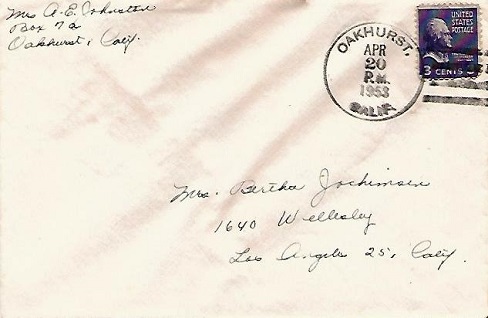 Mrs A. E. Johnston
Box 72
Oakhurst, Calif.
OAKHURST,
APR
20
P.M.
1953
CALIF.
UNITED
STATES
POSTAGE
3 CENTS 3
Mrs. Bertha Jochimsen
1640 Wellesley
Los Angeles 25, Calif.